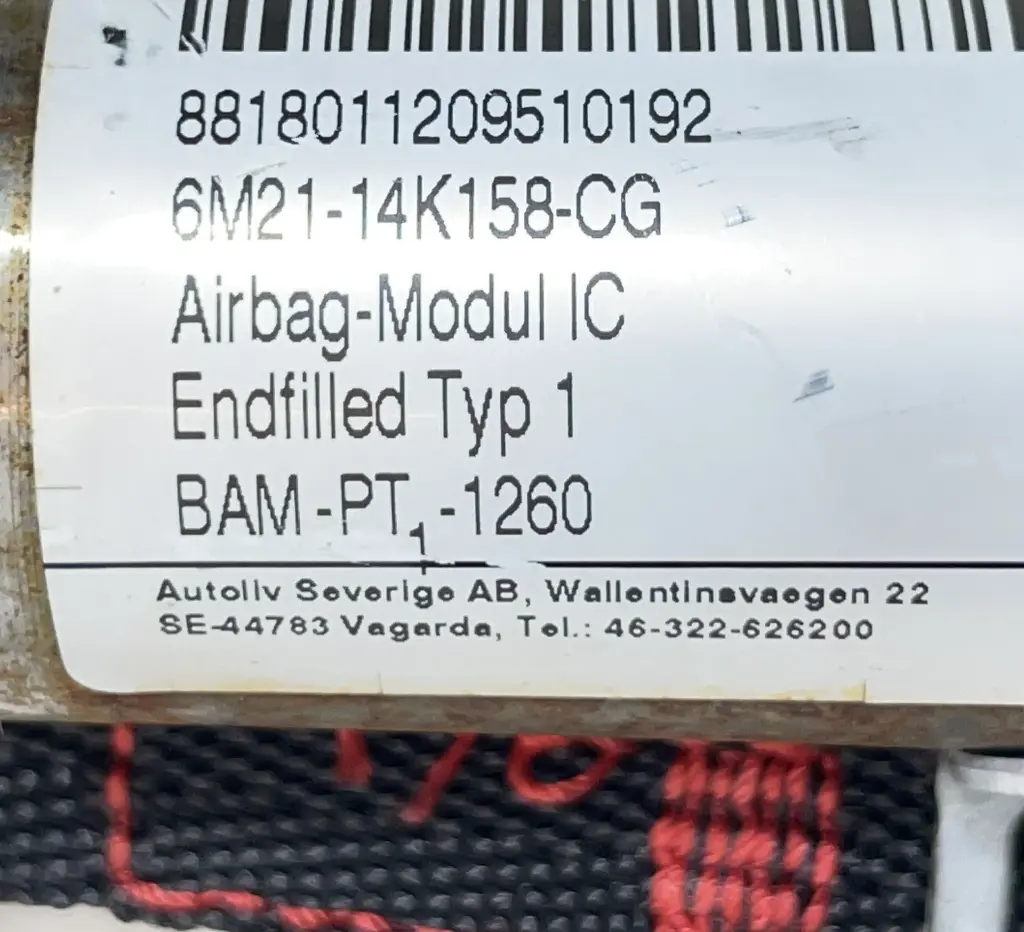 8818011209510192
6M21-14K158-CG
Airbag-Modul IC
Endfilled Typ 1
BAM-PT1-1260
Autoliv Severige AB, Wallentinsvaegen 22
SE-44783 Vagarda, Tel.: 46-322-626200